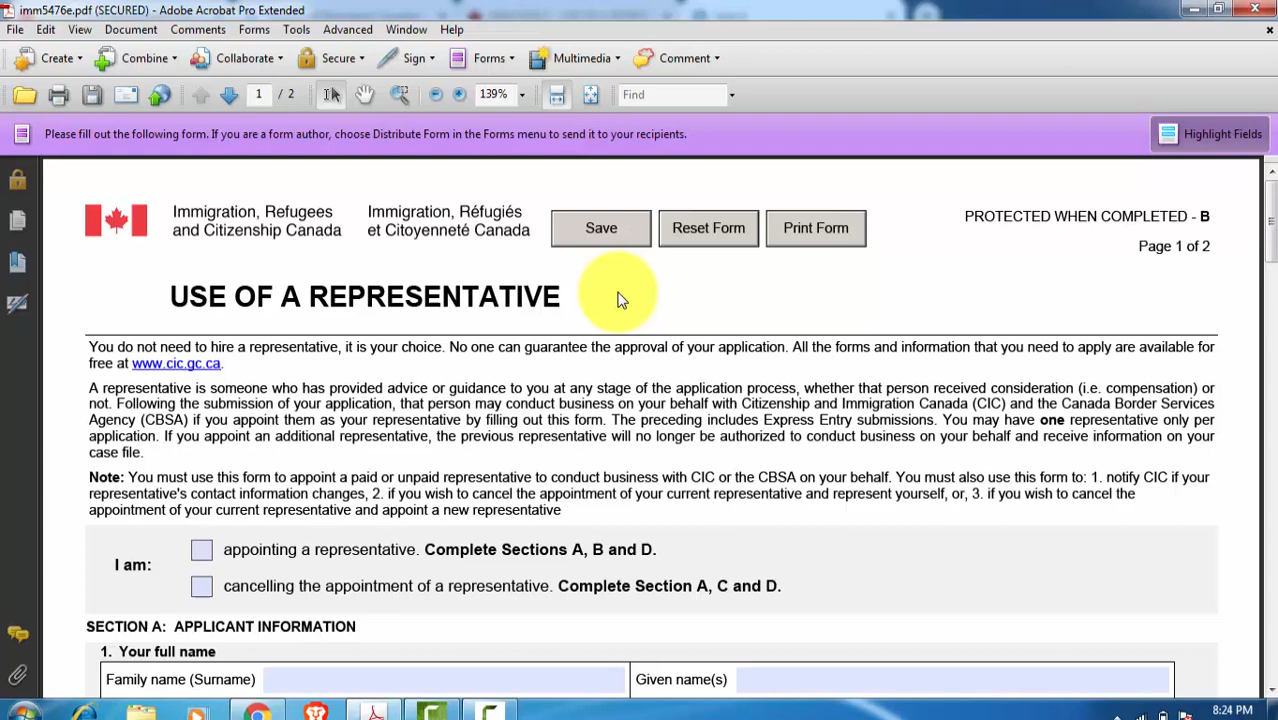 imm5476e.pdf (SECURED) - Adobe Acrobat Pro Extended
File Edit View Document Comments Forms Tools Advanced Window Help
Create Combine Collaborate Secure Sign Forms Multimedia Comment
1 / 2 139% Find
Please fill out the following form. If you are a form author, choose Distribute Form in the Forms menu to send it to your recipients.
Highlight Fields
Immigration, Refugees and Citizenship Canada
Immigration, Réfugiés et Citoyenneté Canada
Save Reset Form Print Form
PROTECTED WHEN COMPLETED - B
Page 1 of 2
USE OF A REPRESENTATIVE
You do not need to hire a representative, it is your choice. No one can guarantee the approval of your application. All the forms and information that you need to apply are available for
free at www.cic.gc.ca.
A representative is someone who has provided advice or guidance to you at any stage of the application process, whether that person received consideration (i.e. compensation) or
not. Following the submission of your application, that person may conduct business on your behalf with Citizenship and Immigration Canada (CIC) and the Canada Border Services
Agency (CBSA) if you appoint them as your representative by filling out this form. The preceding includes Express Entry submissions. You may have one representative only per
application. If you appoint an additional representative, the previous representative will no longer be authorized to conduct business on your behalf and receive information on your
case file.
Note: You must use this form to appoint a paid or unpaid representative to conduct business with CIC or the CBSA on your behalf. You must also use this form to: 1. notify CIC if your
representative's contact information changes, 2. if you wish to cancel the appointment of your current representative and represent yourself, or, 3. if you wish to cancel the
appointment of your current representative and appoint a new representative
I am:
appointing a representative. Complete Sections A, B and D.
cancelling the appointment of a representative. Complete Section A, C and D.
SECTION A: APPLICANT INFORMATION
1. Your full name
Family name (Surname) Given name(s)
8:24 PM